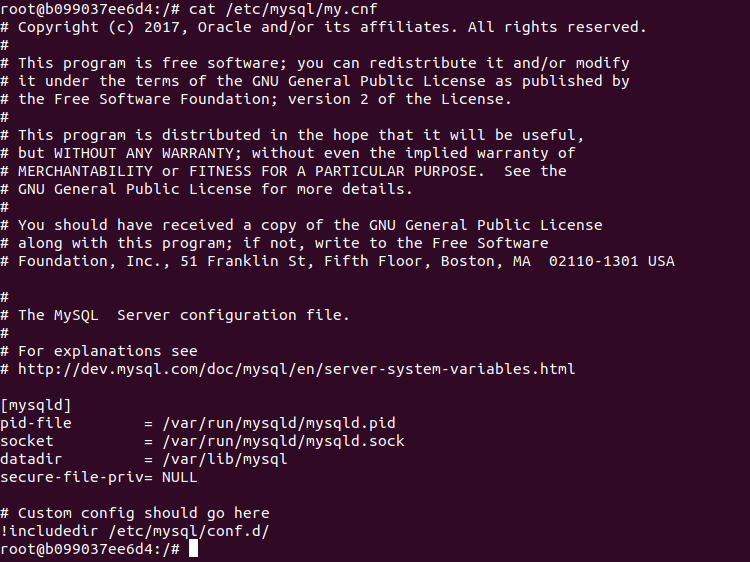 root@b099037ee6d4:/# cat /etc/mysql/my.cnf
# Copyright (c) 2017, Oracle and/or its affiliates. All rights reserved.
#
# This program is free software; you can redistribute it and/or modify
# it under the terms of the GNU General Public License as published by
# the Free Software Foundation; version 2 of the License.
#
# This program is distributed in the hope that it will be useful,
# but WITHOUT ANY WARRANTY; without even the implied warranty of
# MERCHANTABILITY or FITNESS FOR A PARTICULAR PURPOSE.  See the
# GNU General Public License for more details.
#
# You should have received a copy of the GNU General Public License
# along with this program; if not, write to the Free Software
# Foundation, Inc., 51 Franklin St, Fifth Floor, Boston, MA  02110-1301 USA

#
# The MySQL  Server configuration file.
#
# For explanations see
# http://dev.mysql.com/doc/mysql/en/server-system-variables.html

[mysqld]
pid-file        = /var/run/mysqld/mysqld.pid
socket          = /var/run/mysqld/mysqld.sock
datadir         = /var/lib/mysql
secure-file-priv= NULL

# Custom config should go here
!includedir /etc/mysql/conf.d/
root@b099037ee6d4:/#